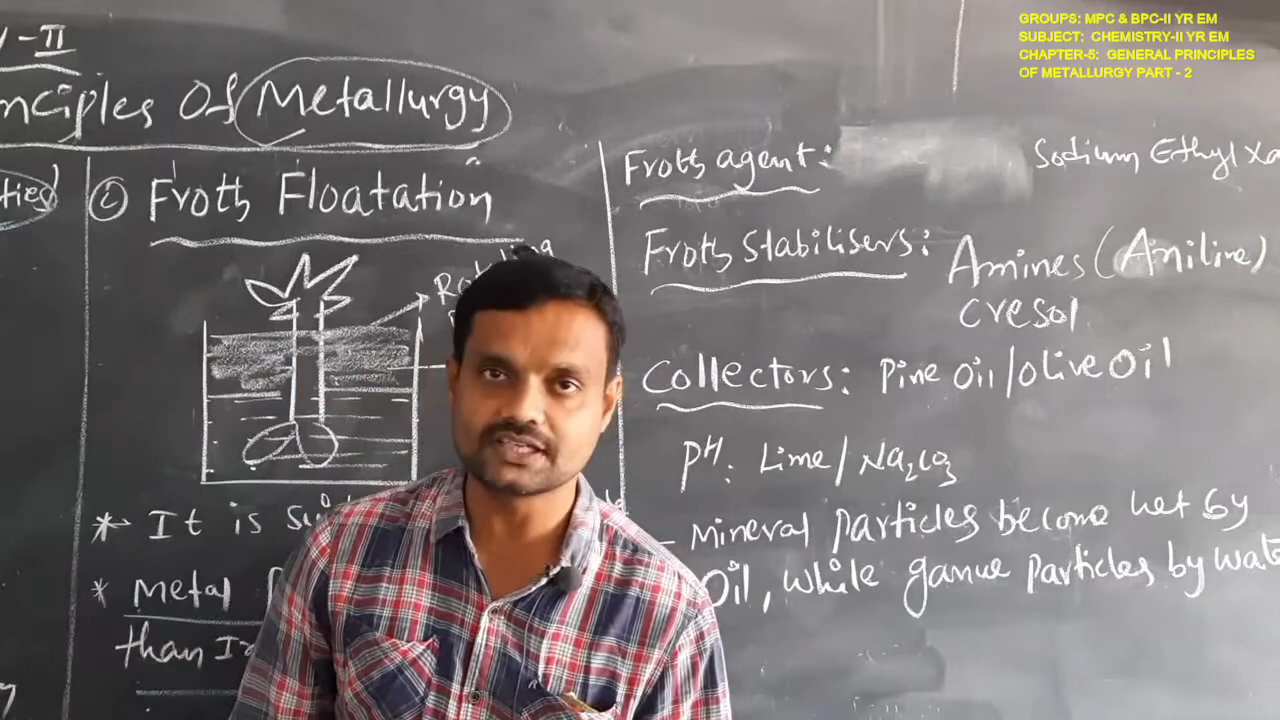 GROUPS: MPC & BPC-II YR EM
SUBJECT: CHEMISTRY-II YR EM
CHAPTER-5: GENERAL PRINCIPLES
OF METALLURGY PART - 2
-II
nciples Of Metallurgy
② Froth Floatation
* It is
* Metal
than
Froth agent: Sodium Ethyl Xa
Froth Stabilisers: Amines (Aniline)
Cresol
Collectors: Pine Oil/Olive Oil
PH: Lime/Na2CO3
- Mineral Particles become wet by
Oil, while gangue Particles by wate